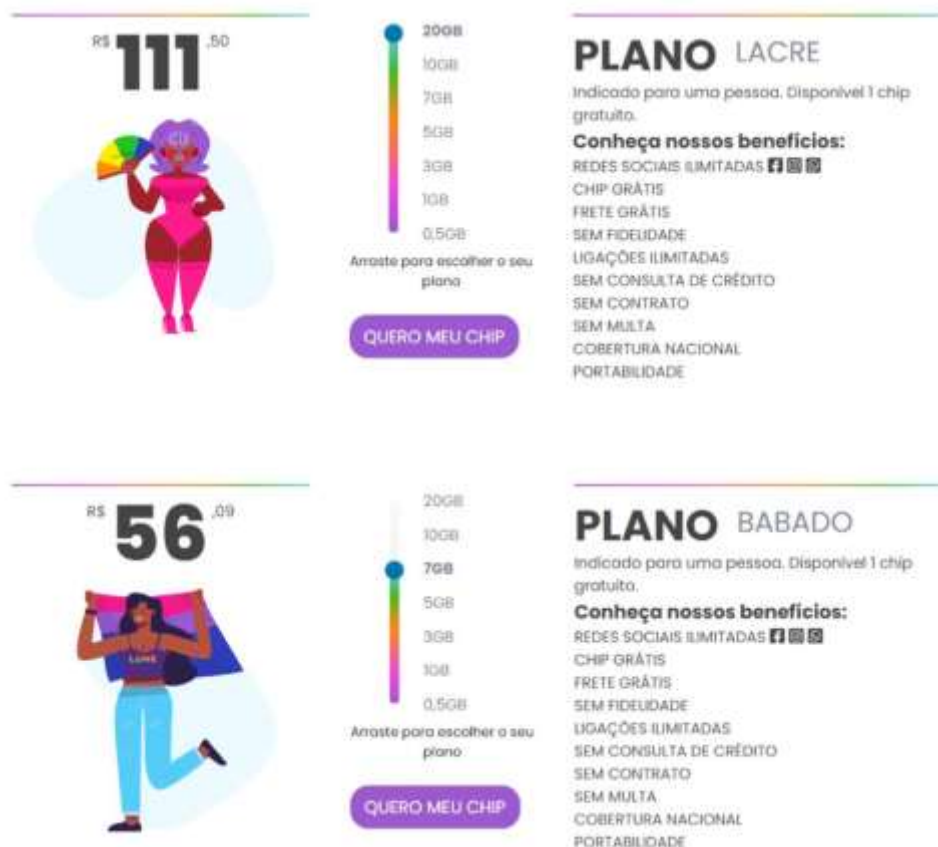 R$ 111 ,50
20GB
10GB
7GB
5GB
3GB
1GB
0,5GB
Arraste para escolher o seu
plano
QUERO MEU CHIP
PLANO LACRE
Indicado para uma pessoa. Disponível 1 chip
gratuito.
Conheça nossos benefícios:
REDES SOCIAIS ILIMITADAS
CHIP GRÁTIS
FRETE GRÁTIS
SEM FIDELIDADE
LIGAÇÕES ILIMITADAS
SEM CONSULTA DE CRÉDITO
SEM CONTRATO
SEM MULTA
COBERTURA NACIONAL
PORTABILIDADE
R$ 56 ,09
20GB
10GB
7GB
5GB
3GB
1GB
0,5GB
Arraste para escolher o seu
plano
QUERO MEU CHIP
PLANO BABADO
Indicado para uma pessoa. Disponível 1 chip
gratuito.
Conheça nossos benefícios:
REDES SOCIAIS ILIMITADAS
CHIP GRÁTIS
FRETE GRÁTIS
SEM FIDELIDADE
LIGAÇÕES ILIMITADAS
SEM CONSULTA DE CRÉDITO
SEM CONTRATO
SEM MULTA
COBERTURA NACIONAL
PORTABILIDADE